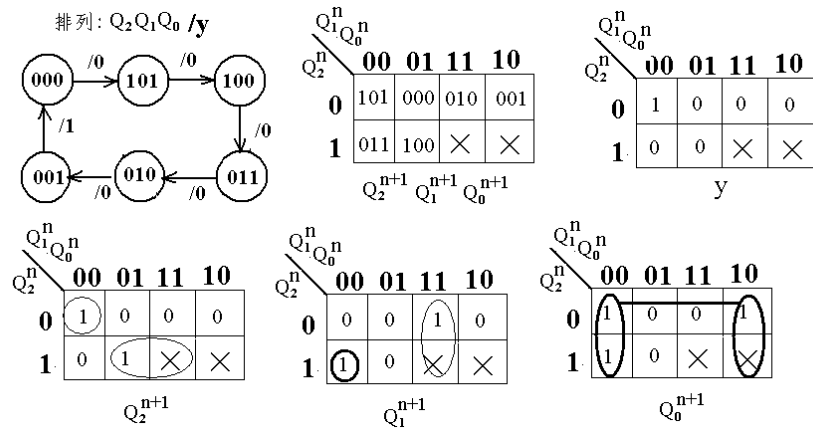 排列: Q₂Q₁Q₀ /y
/0 /0
000 101 100
/1 /0
001 010 011
/0 /0
Q₁ⁿQ₀ⁿ
Q₂ⁿ 00 01 11 10
0 101 000 010 001
1 011 100 × ×
Q₂ⁿ⁺¹ Q₁ⁿ⁺¹ Q₀ⁿ⁺¹
Q₁ⁿQ₀ⁿ
Q₂ⁿ 00 01 11 10
0 1 0 0 0
1 0 0 × ×
y
Q₁ⁿQ₀ⁿ
Q₂ⁿ 00 01 11 10
0 1 0 0 0
1 0 1 × ×
Q₂ⁿ⁺¹
Q₁ⁿQ₀ⁿ
Q₂ⁿ 00 01 11 10
0 0 0 1 0
1 1 0 × ×
Q₁ⁿ⁺¹
Q₁ⁿQ₀ⁿ
Q₂ⁿ 00 01 11 10
0 1 0 0 1
1 1 0 × ×
Q₀ⁿ⁺¹